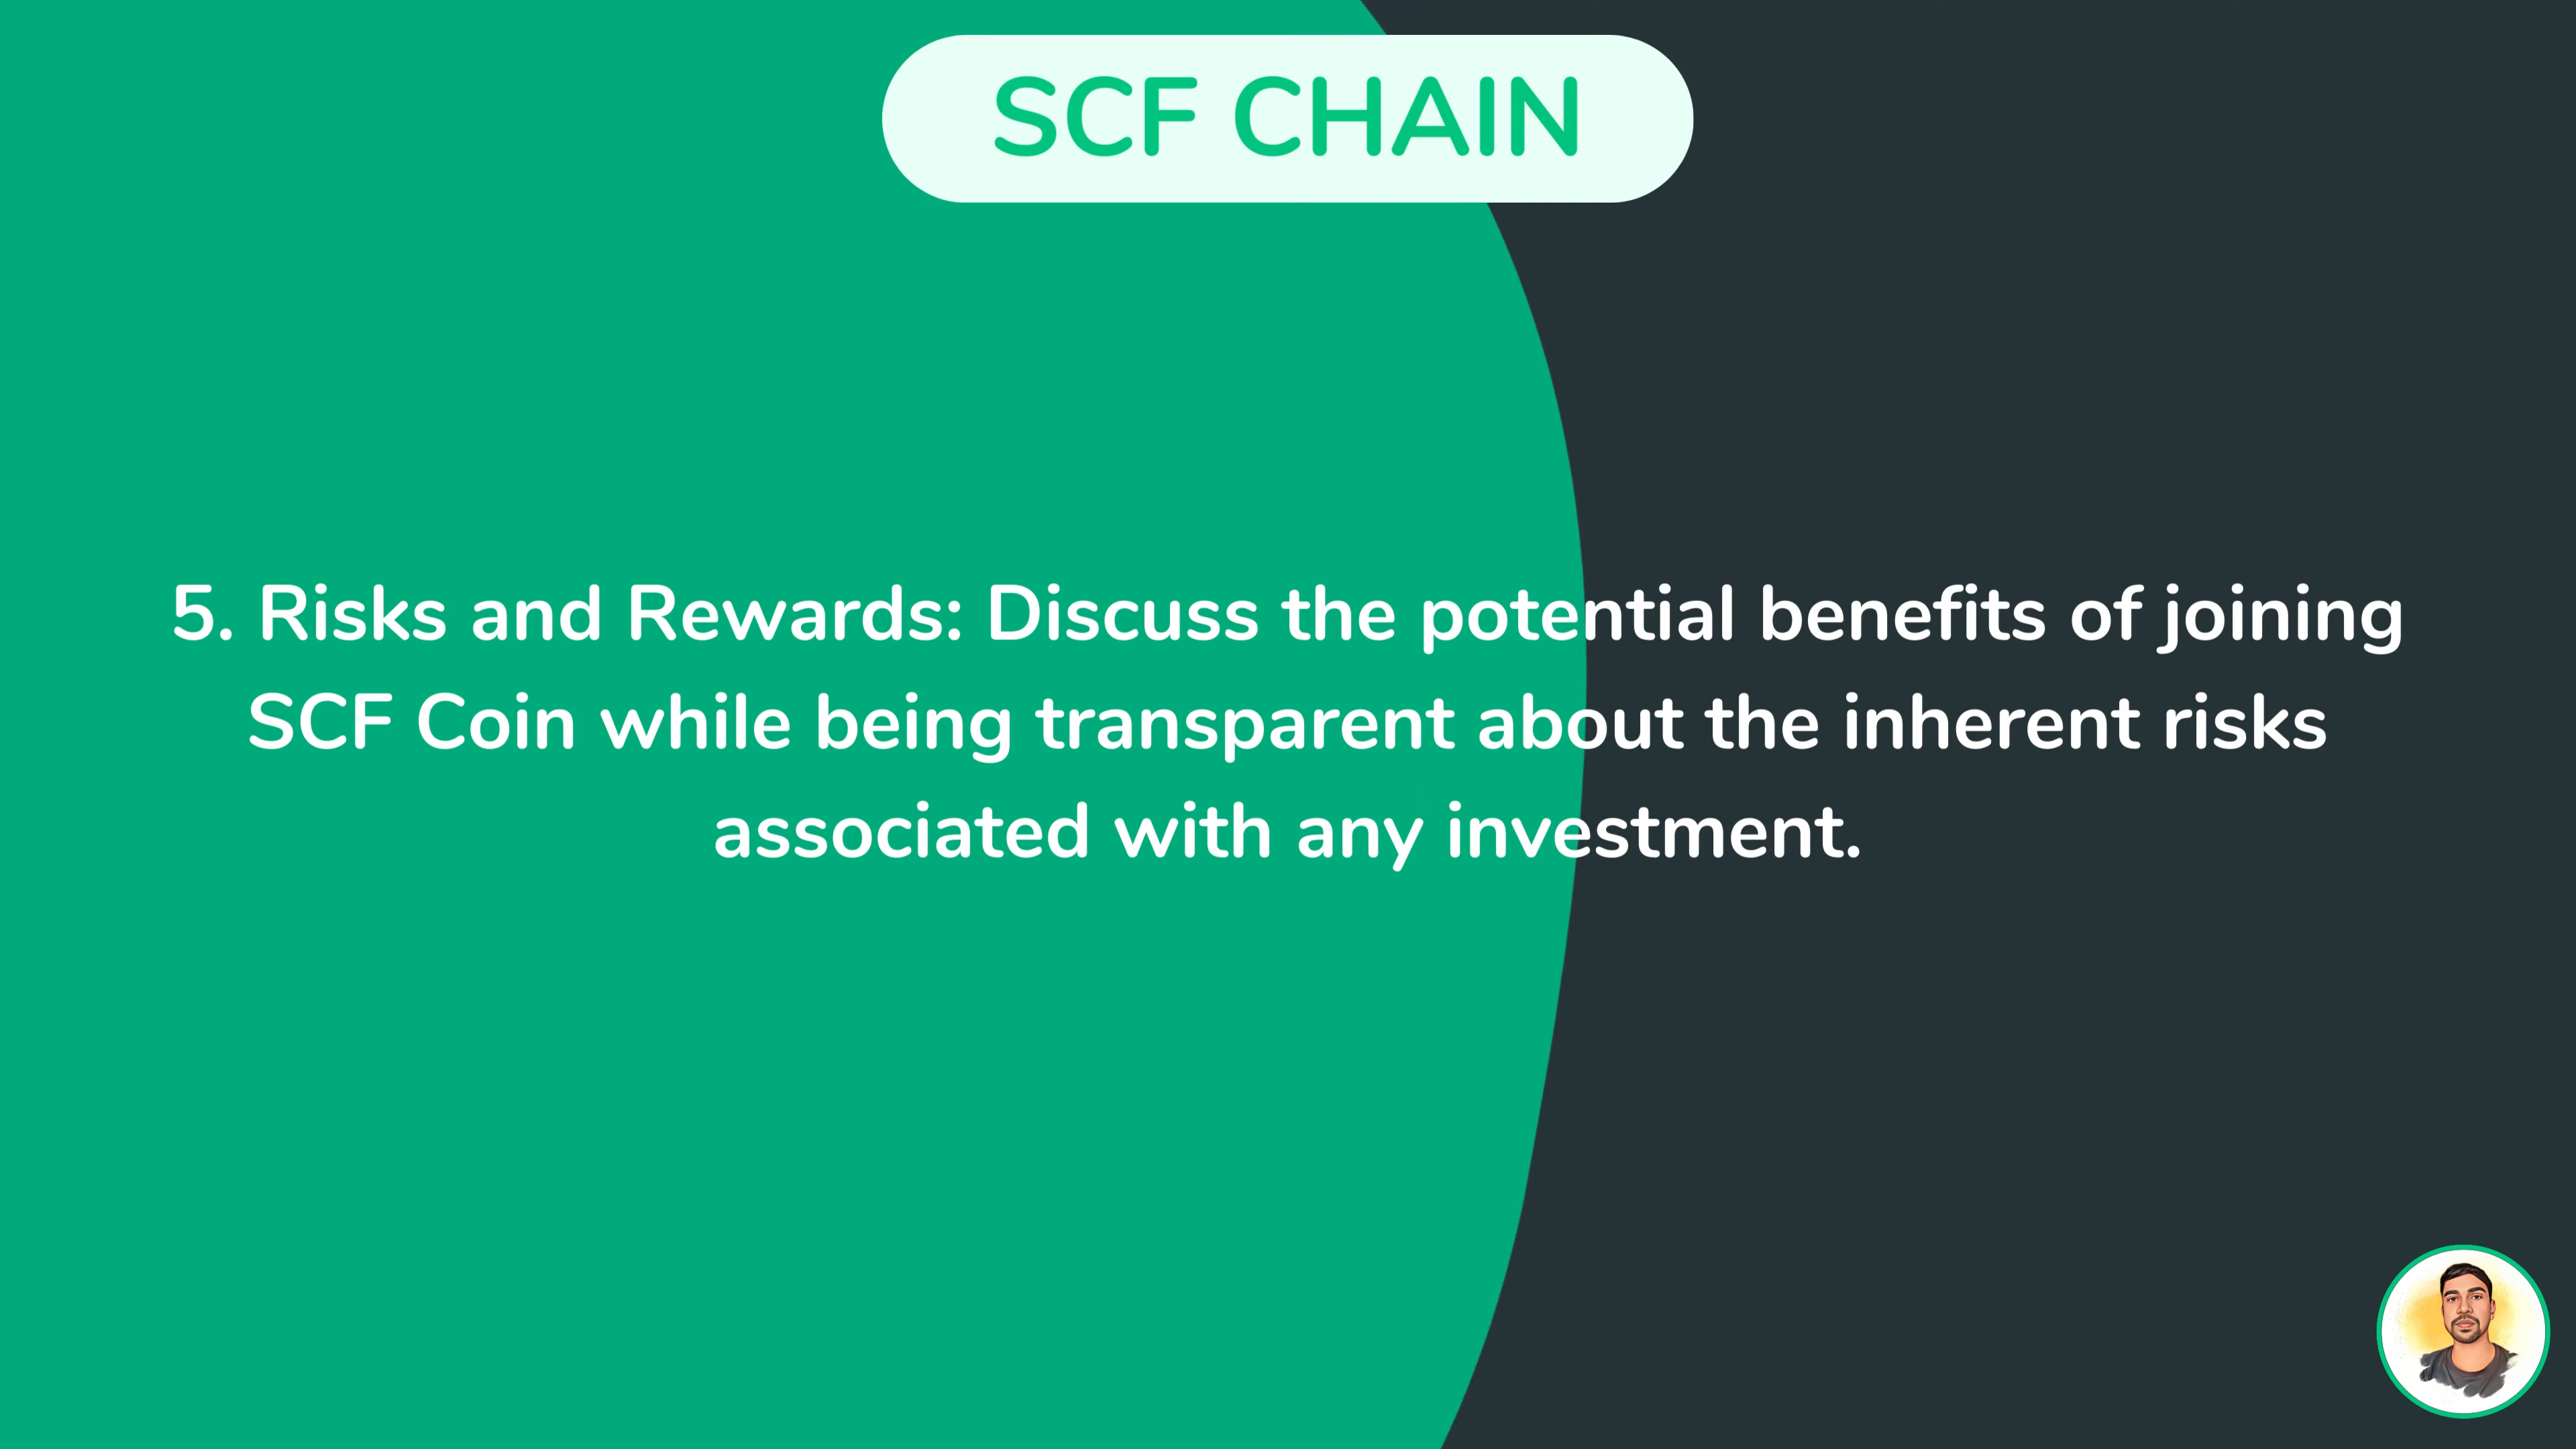 SCF CHAIN
5. Risks and Rewards: Discuss the potential benefits of joining
SCF Coin while being transparent about the inherent risks
associated with any investment.